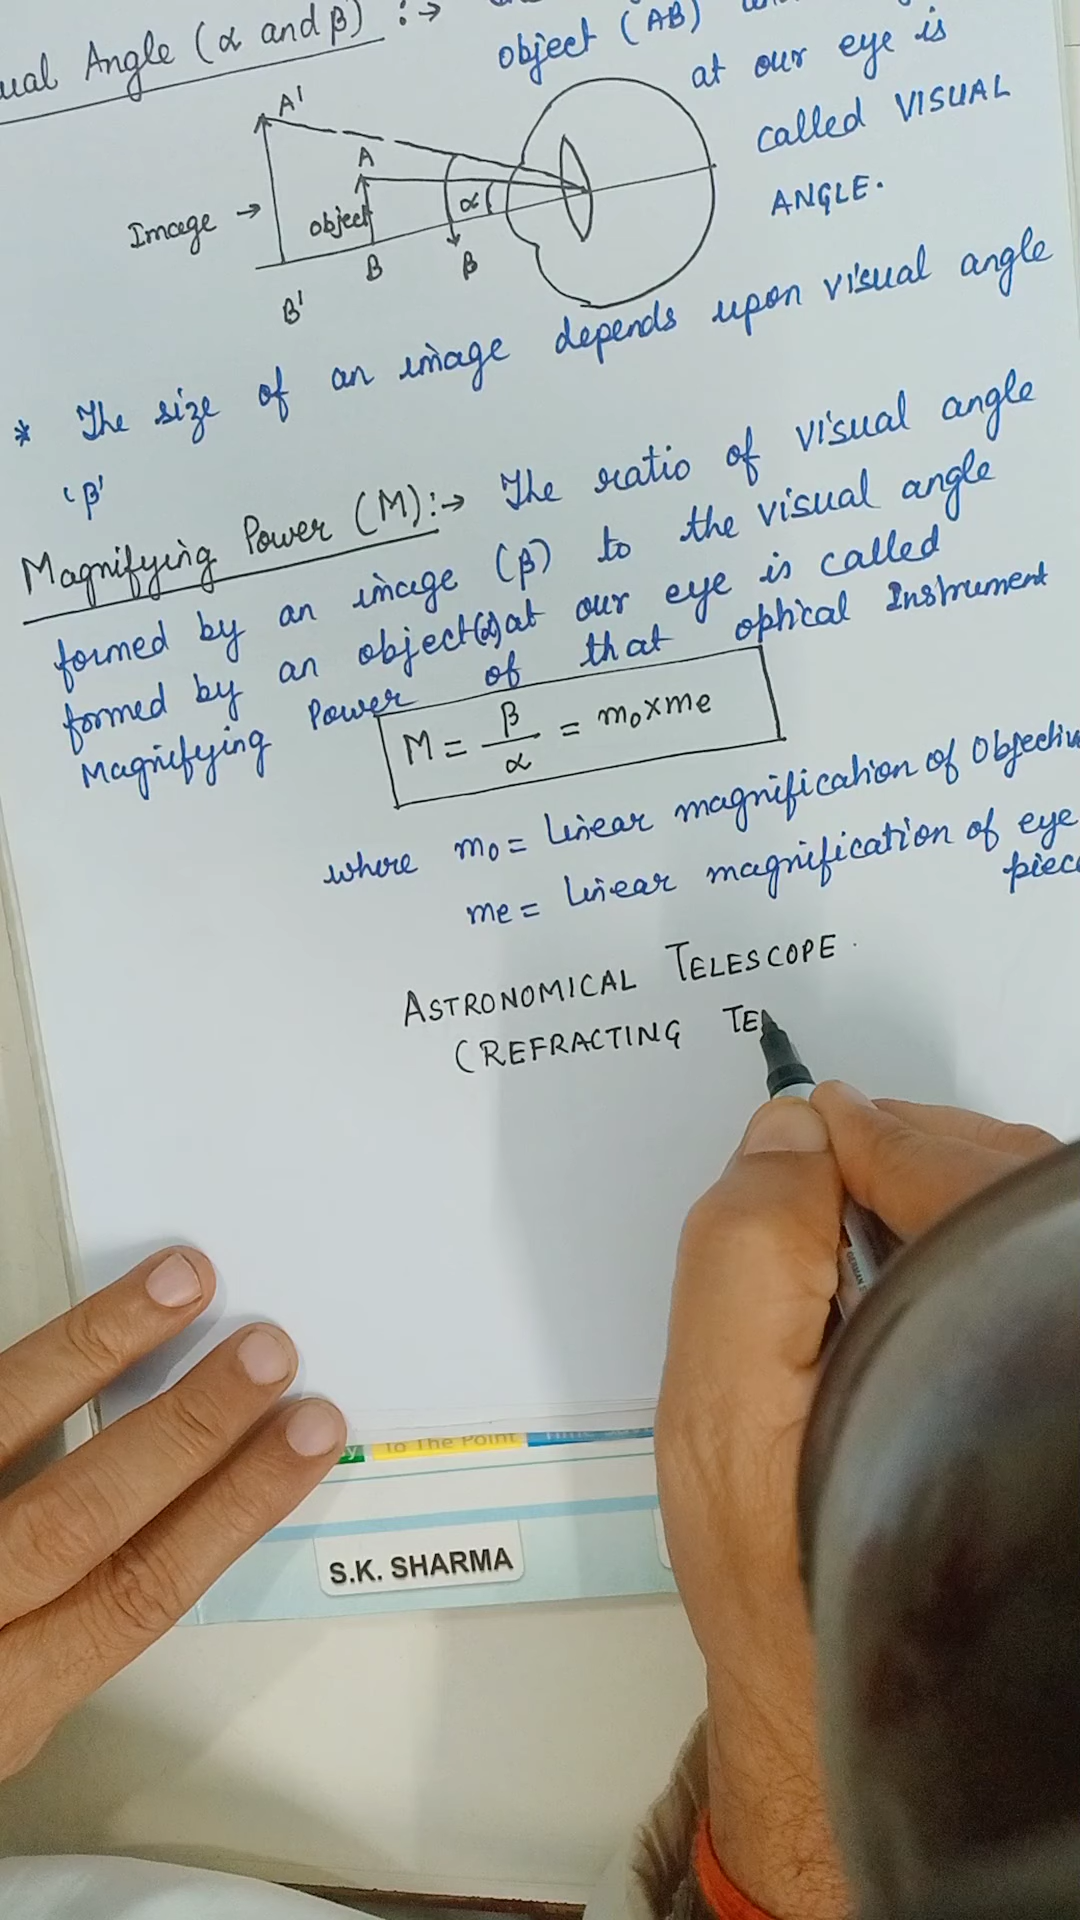 ual Angle (α and β) :→
object (AB)
at our eye is
called VISUAL
ANGLE.
A'
A
Image →
object
α
B
β
B'
* The size of an image depends upon visual angle
'β'
Magnifying Power (M):→ The ratio of visual angle
formed by an image (β) to the visual angle
formed by an object(α)at our eye is called
Magnifying Power of that optical Instrument
M = β/α = mo×me
where mo = linear magnification of Objectiv
me = linear magnification of eye
piec
ASTRONOMICAL TELESCOPE.
(REFRACTING TE
To The Point
S.K. SHARMA
GERMAN